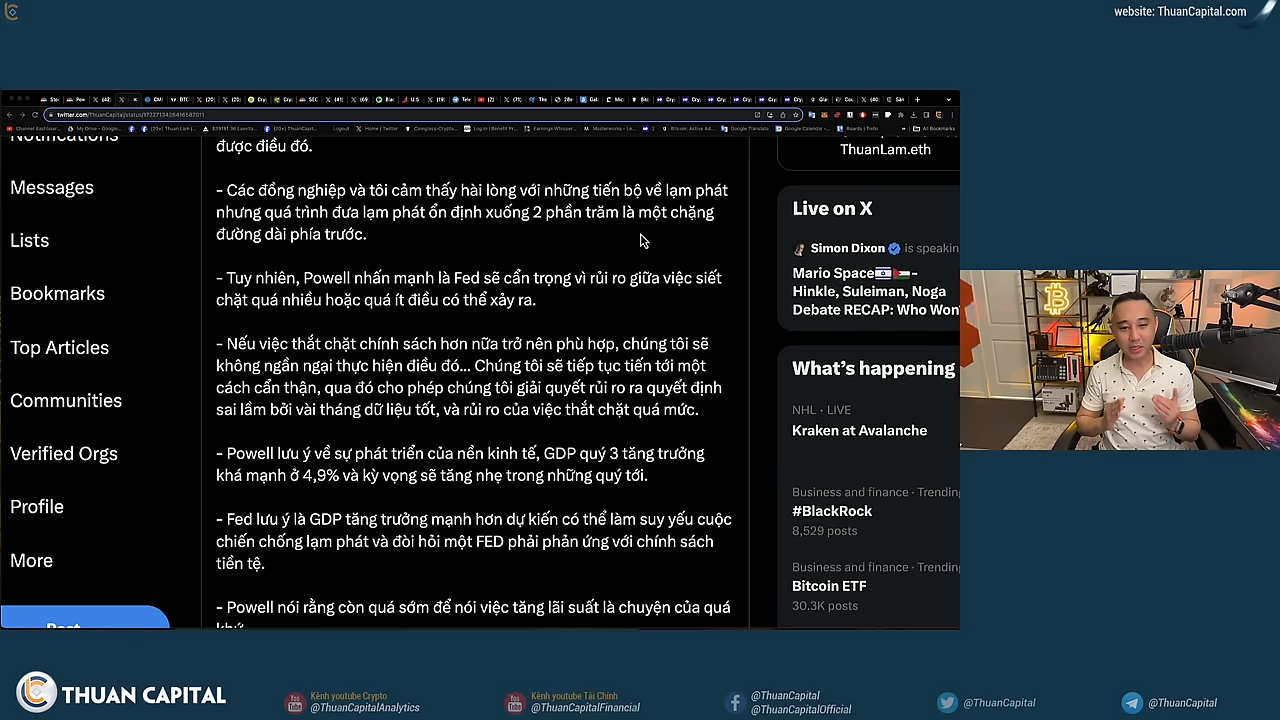 website: ThuanCapital.com
twitter.com/ThuanCapital/status/1722713426416587011
All Bookmarks
Notifications
Messages
Lists
Bookmarks
Top Articles
Communities
Verified Orgs
Profile
More
Post
được điều đó.
- Các đồng nghiệp và tôi cảm thấy hài lòng với những tiến bộ về lạm phát
nhưng quá trình đưa lạm phát ổn định xuống 2 phần trăm là một chặng
đường dài phía trước.
- Tuy nhiên, Powell nhấn mạnh là Fed sẽ cẩn trọng vì rủi ro giữa việc siết
chặt quá nhiều hoặc quá ít điều có thể xảy ra.
- Nếu việc thắt chặt chính sách hơn nữa trở nên phù hợp, chúng tôi sẽ
không ngần ngại thực hiện điều đó... Chúng tôi sẽ tiếp tục tiến tới một
cách cẩn thận, qua đó cho phép chúng tôi giải quyết rủi ro ra quyết định
sai lầm bởi vài tháng dữ liệu tốt, và rủi ro của việc thắt chặt quá mức.
- Powell lưu ý về sự phát triển của nền kinh tế, GDP quý 3 tăng trưởng
khá mạnh ở 4,9% và kỳ vọng sẽ tăng nhẹ trong những quý tới.
- Fed lưu ý là GDP tăng trưởng mạnh hơn dự kiến có thể làm suy yếu cuộc
chiến chống lạm phát và đòi hỏi một FED phải phản ứng với chính sách
tiền tệ.
- Powell nói rằng còn quá sớm để nói việc tăng lãi suất là chuyện của quá
khứ
ThuanLam.eth
Live on X
Simon Dixon is speakin
Mario Space -
Hinkle, Suleiman, Noga
Debate RECAP: Who Won
What's happening
NHL · LIVE
Kraken at Avalanche
Business and finance · Trending
#BlackRock
8,529 posts
Business and finance · Trending
Bitcoin ETF
30.3K posts
THUAN CAPITAL
Kênh youtube Crypto
@ThuanCapitalAnalytics
Kênh youtube Tài Chính
@ThuanCapitalFinancial
@ThuanCapital
@ThuanCapitalOfficial
@ThuanCapital
@ThuanCapital